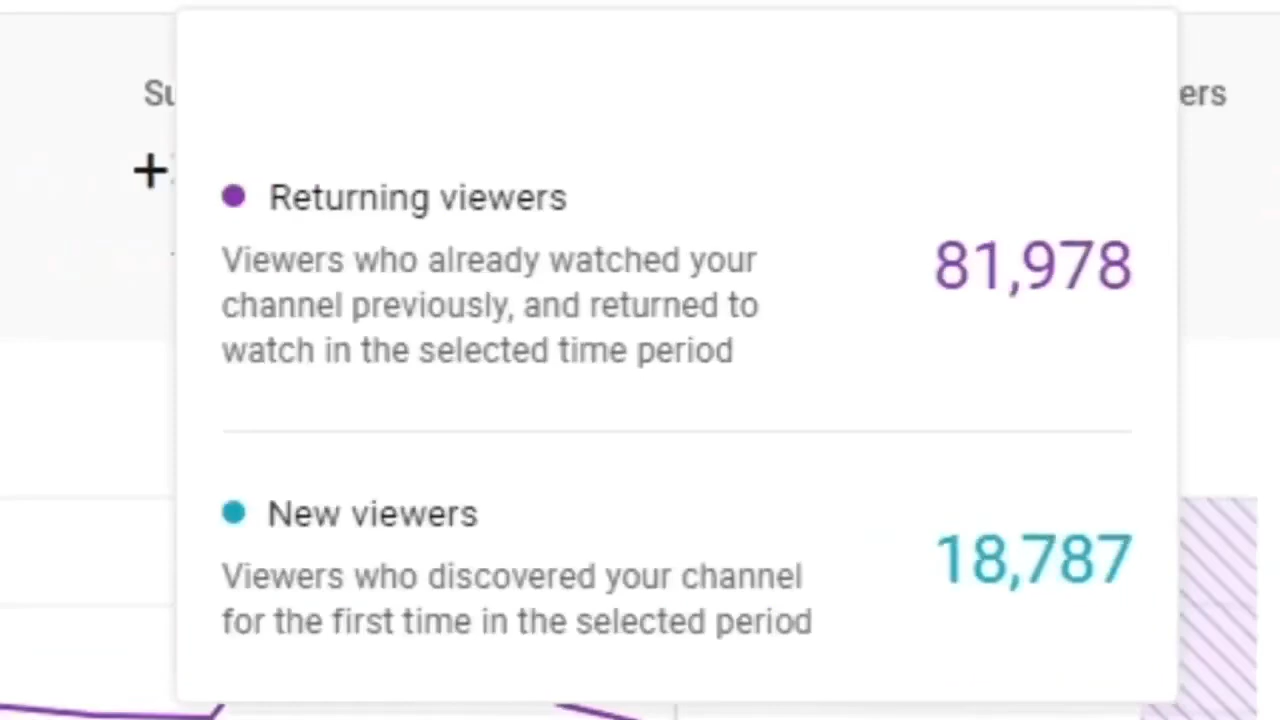 Returning viewers
Viewers who already watched your
channel previously, and returned to
watch in the selected time period
81,978
New viewers
Viewers who discovered your channel
for the first time in the selected period
18,787